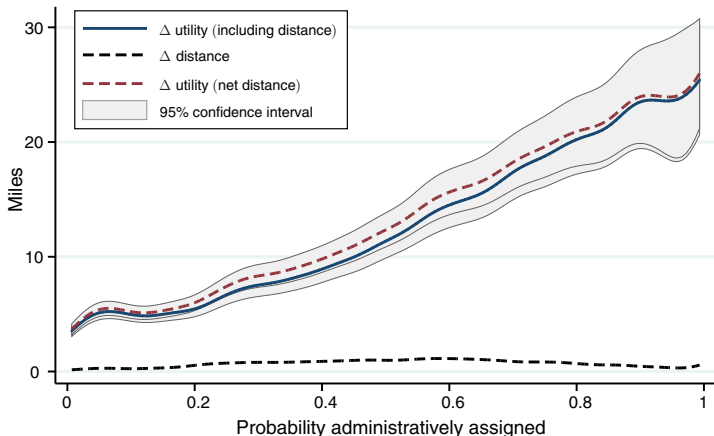 30
20
10
0
Miles
Δ utility (including distance)
Δ distance
Δ utility (net distance)
95% confidence interval
0 0.2 0.4 0.6 0.8 1
Probability administratively assigned